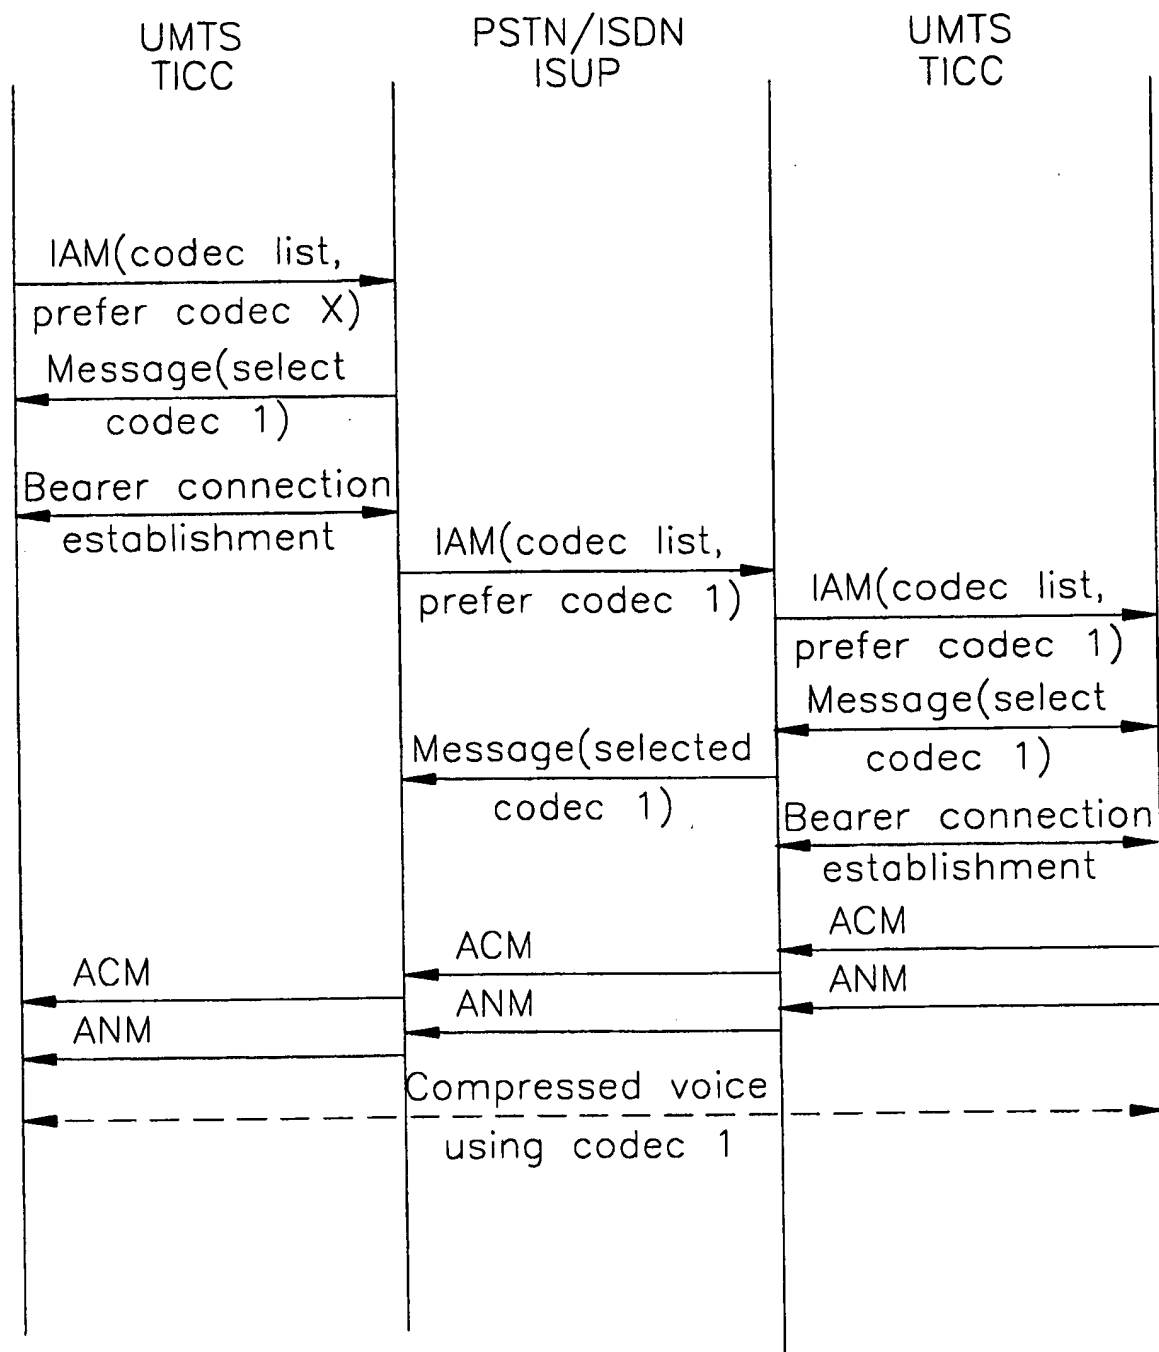 UMTS
TICC
PSTN/ISDN
ISUP
UMTS
TICC
IAM(codec list,
prefer codec X)
Message(select
codec 1)
Bearer connection
establishment
IAM(codec list,
prefer codec 1)
IAM(codec list,
prefer codec 1)
Message(select
codec 1)
Message(selected
codec 1)
Bearer connection
establishment
ACM
ACM
ACM
ANM
ANM
ANM
Compressed voice
using codec 1